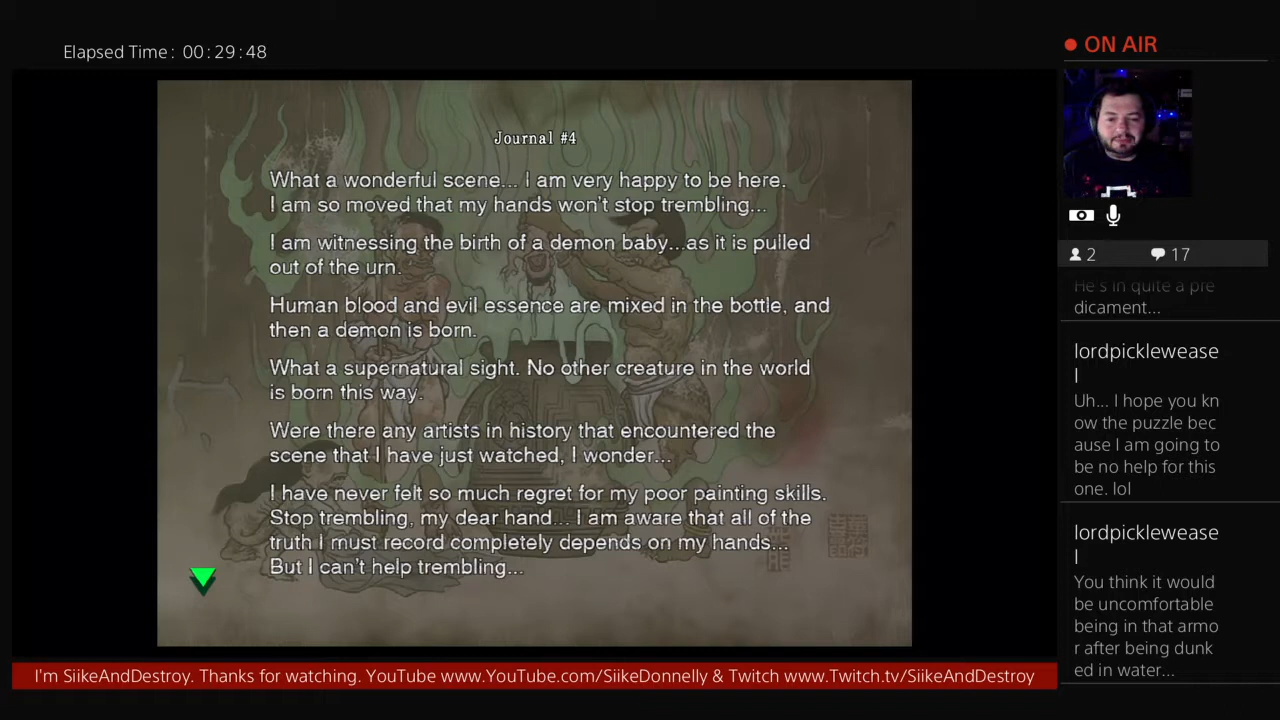 Elapsed Time: 00:29:48
ON AIR
Journal #4
What a wonderful scene... I am very happy to be here.
I am so moved that my hands won't stop trembling...
I am witnessing the birth of a demon baby...as it is pulled
out of the urn.
Human blood and evil essence are mixed in the bottle, and
then a demon is born.
What a supernatural sight. No other creature in the world
is born this way.
Were there any artists in history that encountered the
scene that I have just watched, I wonder...
I have never felt so much regret for my poor painting skills.
Stop trembling, my dear hand... I am aware that all of the
truth I must record completely depends on my hands...
But I can't help trembling...
2
17
He's in quite a pre
dicament...
lordpicklewease
l
Uh... I hope you kn
ow the puzzle bec
ause I am going to
be no help for this
one. lol
lordpicklewease
l
You think it would
be uncomfortable
being in that armo
r after being dunk
ed in water...
I'm SiikeAndDestroy. Thanks for watching. YouTube www.YouTube.com/SiikeDonnelly & Twitch www.Twitch.tv/SiikeAndDestroy